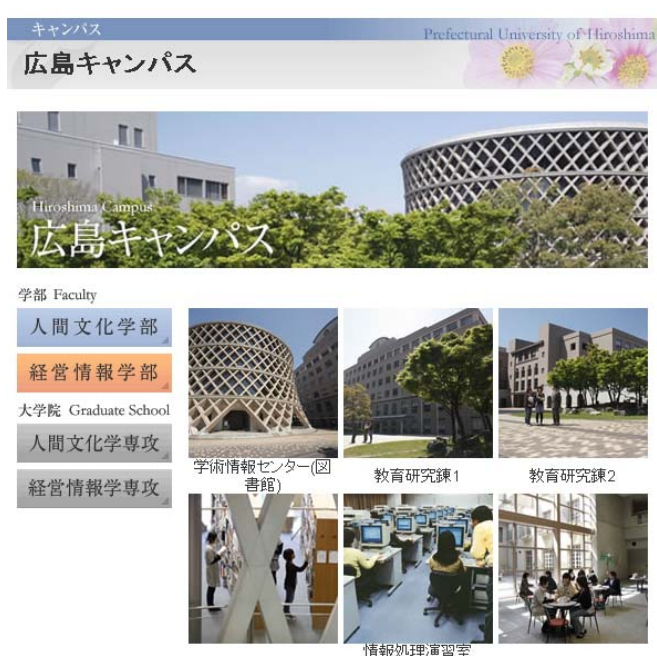 キャンパス
Prefectural University of Hiroshima
広島キャンパス
Hiroshima Campus
広島キャンパス
学部 Faculty
人間文化学部
経営情報学部
大学院 Graduate School
人間文化学専攻
経営情報学専攻
学術情報センター(図
書館)
教育研究錬1
教育研究錬2
情報処理演習室